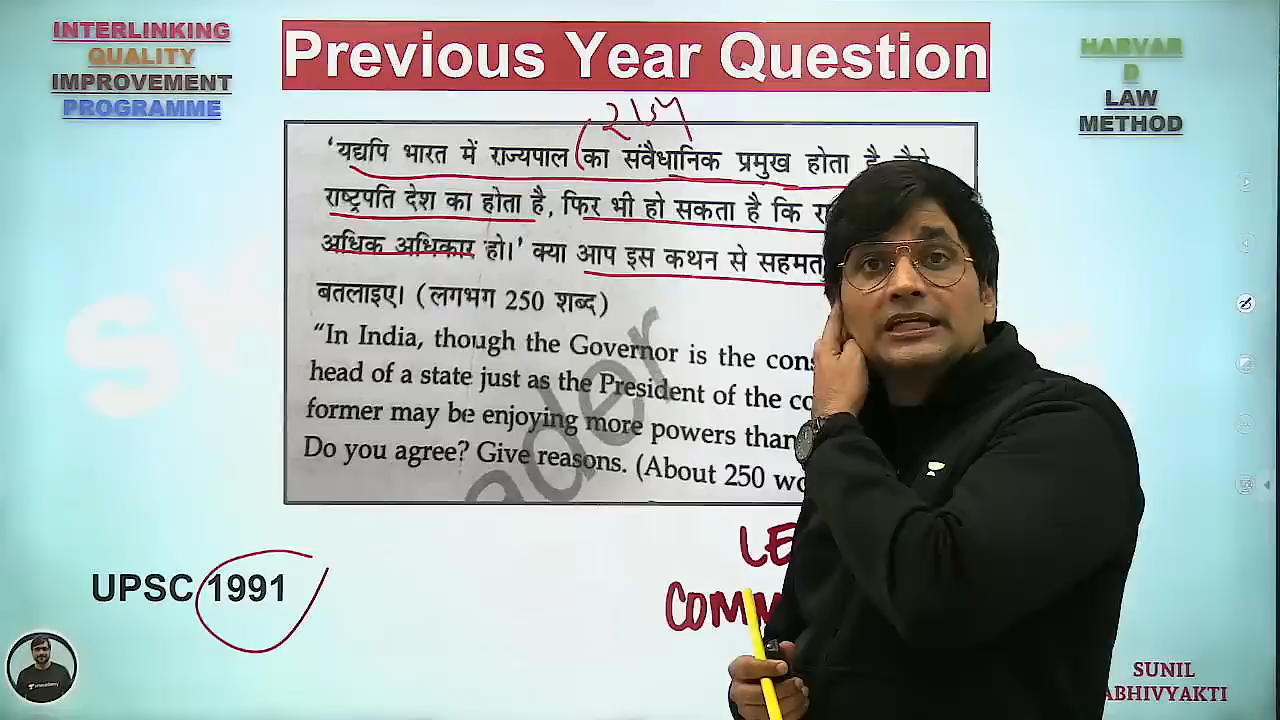 INTERLINKING
QUALITY
IMPROVEMENT
PROGRAMME
Previous Year Question
HARVAR
D
LAW
METHOD
'यद्यपि भारत में राज्यपाल का संवैधानिक प्रमुख होता है
राष्ट्रपति देश का होता है, फिर भी हो सकता है कि
अधिक अधिकार हो।' क्या आप इस कथन से सहमत
बतलाइए। (लगभग 250 शब्द)
"In India, though the Governor is the
head of a state just as the President of the
former may be enjoying more powers than
Do you agree? Give reasons. (About 250
UPSC 1991
SUNIL
ABHIVYAKTI